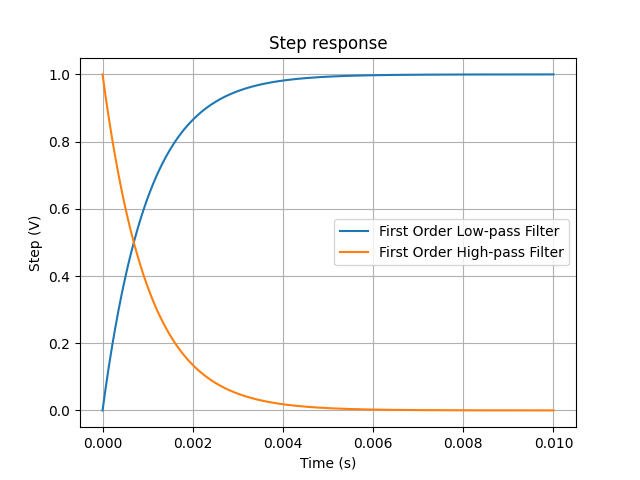 Step response
Step (V)
1.0
0.8
0.6
0.4
0.2
0.0
First Order Low-pass Filter
First Order High-pass Filter
0.000 0.002 0.004 0.006 0.008 0.010
Time (s)